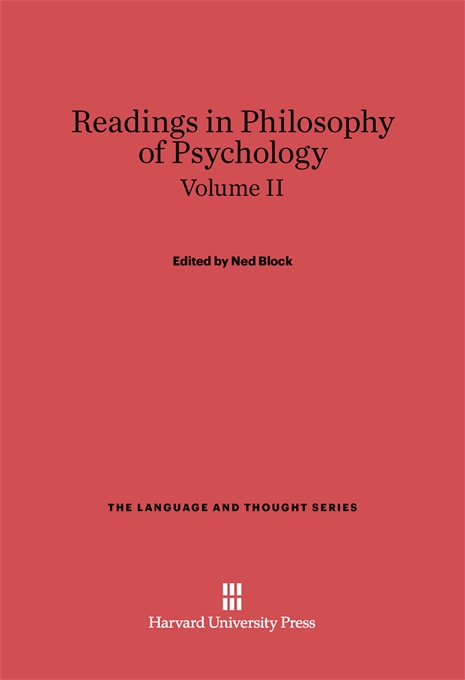 Readings in Philosophy
of Psychology
Volume II
Edited by Ned Block
THE LANGUAGE AND THOUGHT SERIES
Harvard University Press